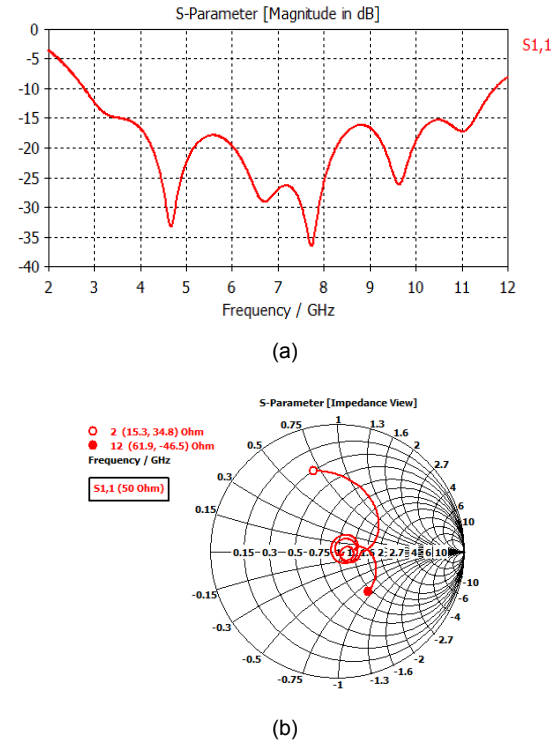 S-Parameter [Magnitude in dB]
0
-5
-10
-15
-20
-25
-30
-35
-40
S1,1
2 3 4 5 6 7 8 9 10 11 12
Frequency / GHz
(a)
S-Parameter [Impedance View]
2 (15.3, 34.8) Ohm
12 (61.9, -46.5) Ohm
Frequency / GHz
S1,1 (50 Ohm)
0.75 1 1.3 1.6
0.5 2
0.3 2.7
4
0.15 6
10
0.15 0.3 0.5 0.75 1 1.6 2 2.7 4 6 10
-10
-0.15 -6
-4
-0.3 -2.7
-0.5 -2
-0.75 -1 -1.3 -1.6
(b)